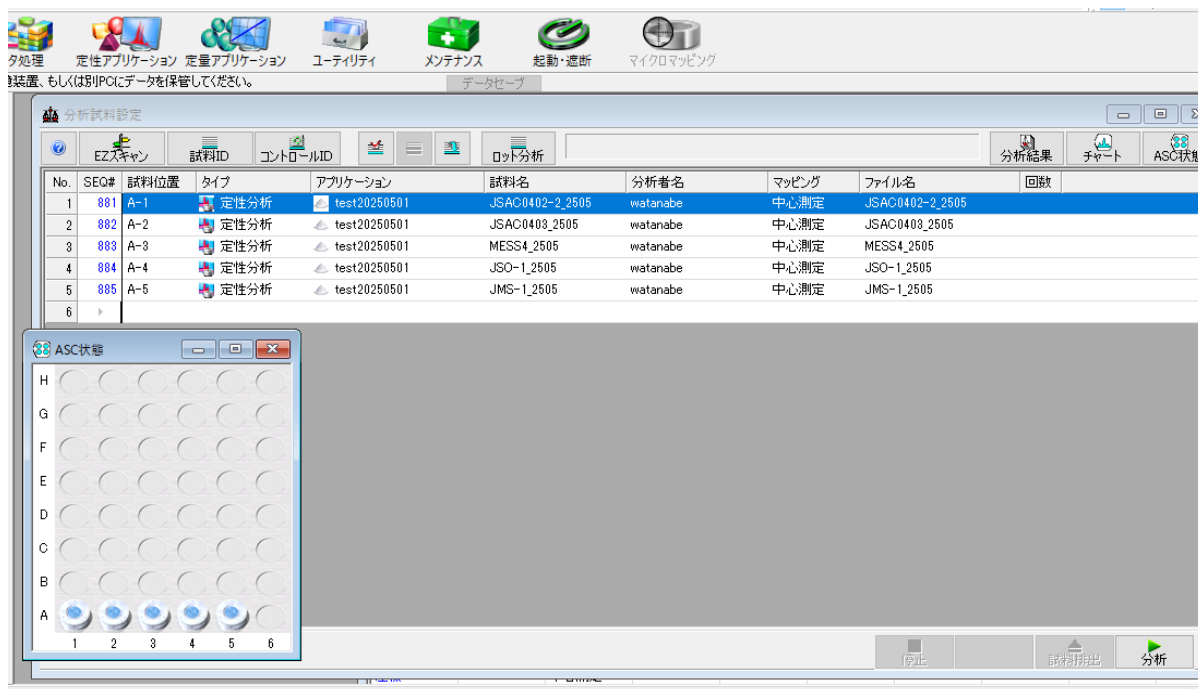 タ処理 定性アプリケーション 定量アプリケーション ユーティリティ メンテナンス 起動・遮断 マイクロマッピング
装置、もしくは別PCにデータを保管してください。 データセーブ
分析試料設定
EZスキャン 試料ID コントロールID ロット分析 分析結果 チャート ASC状態
No. SEQ# 試料位置 タイプ アプリケーション 試料名 分析者名 マッピング ファイル名 回数
1 881 A-1 定性分析 test20250501 JSAC0402-2_2505 watanabe 中心測定 JSAC0402-2_2505
2 882 A-2 定性分析 test20250501 JSAC0403_2505 watanabe 中心測定 JSAC0403_2505
3 883 A-3 定性分析 test20250501 MESS4_2505 watanabe 中心測定 MESS4_2505
4 884 A-4 定性分析 test20250501 JSO-1_2505 watanabe 中心測定 JSO-1_2505
5 885 A-5 定性分析 test20250501 JMS-1_2505 watanabe 中心測定 JMS-1_2505
6
ASC状態
H
G
F
E
D
C
B
A
1 2 3 4 5 6
停止 試料排出 分析